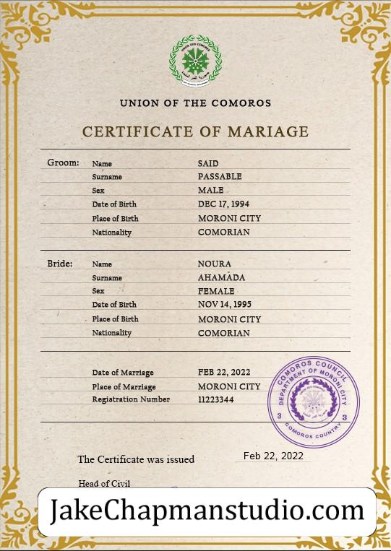 UNION OF THE COMOROS
CERTIFICATE OF MARIAGE
Groom: Name SAID
Surname PASSABLE
Sex MALE
Date of Birth DEC 17, 1994
Place of Birth MORONI CITY
Nationality COMORIAN
Bride: Name NOURA
Surname AHAMADA
Sex FEMALE
Date of Birth NOV 14, 1995
Place of Birth MORONI CITY
Nationality COMORIAN
Date of Marriage FEB 22, 2022
Place of Marriage MORONI CITY
Registration Number 11223344
COMOROS COUNCIL
DEPARTMENT OF MORONI CITY
3 3
COMOROS COUNTRY
The Certificate was issued Feb 22, 2022
Head of Civil
JakeChapmanstudio.com